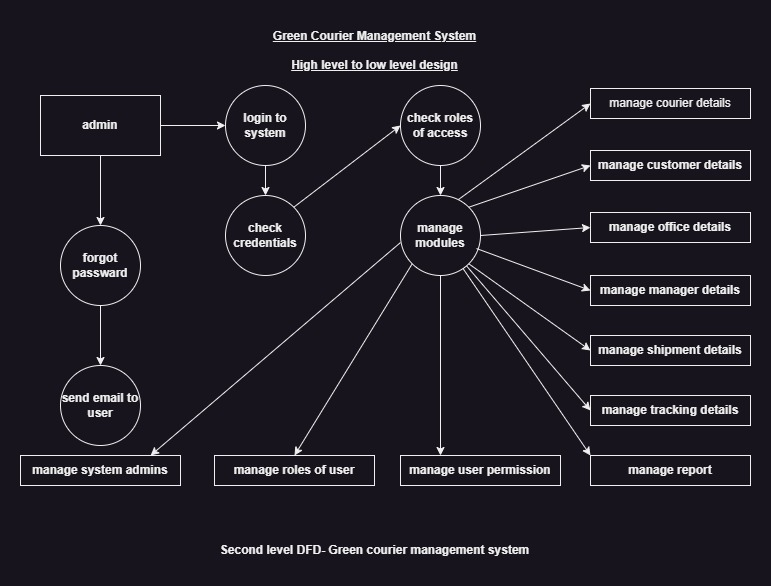 Green Courier Management System
High level to low level design
admin
login to
system
check roles
of access
manage courier details
manage customer details
check
credentials
manage
modules
manage office details
forgot
passward
manage manager details
manage shipment details
send email to
user
manage tracking details
manage system admins
manage roles of user
manage user permission
manage report
Second level DFD- Green courier management system